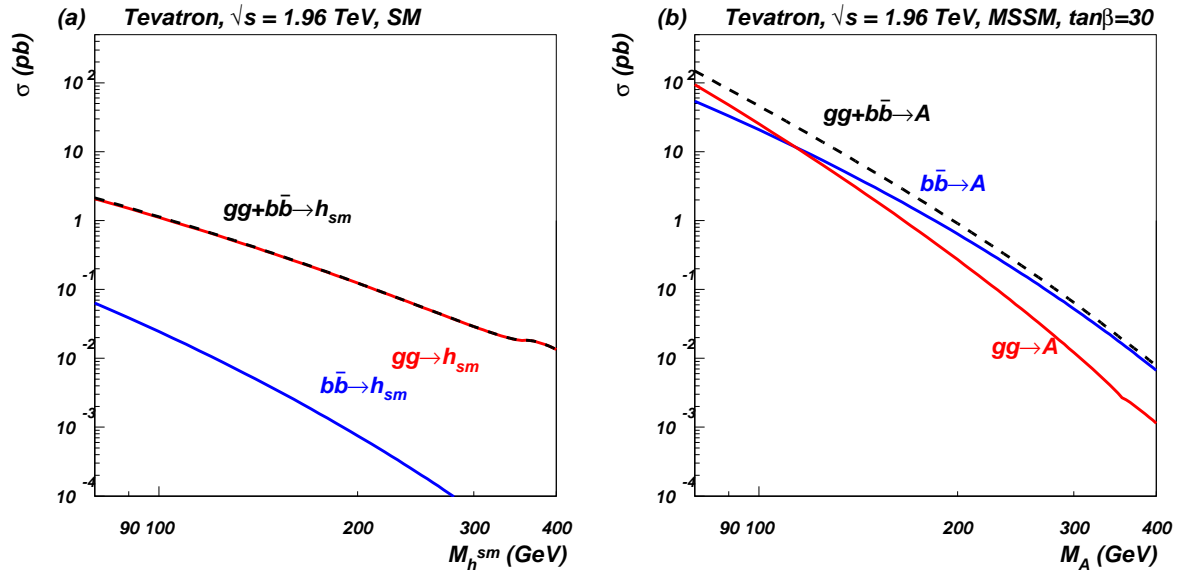 (a) Tevatron, √s = 1.96 TeV, SM
σ (pb)
10²
10
1
10⁻¹
10⁻²
10⁻³
10⁻⁴
gg+bb̄→h_sm
gg→h_sm
bb̄→h_sm
90 100 200 300 400
M_h^sm (GeV)
(b) Tevatron, √s = 1.96 TeV, MSSM, tanβ=30
σ (pb)
10²
10
1
10⁻¹
10⁻²
10⁻³
10⁻⁴
gg+bb̄→A
bb̄→A
gg→A
90 100 200 300 400
M_A (GeV)